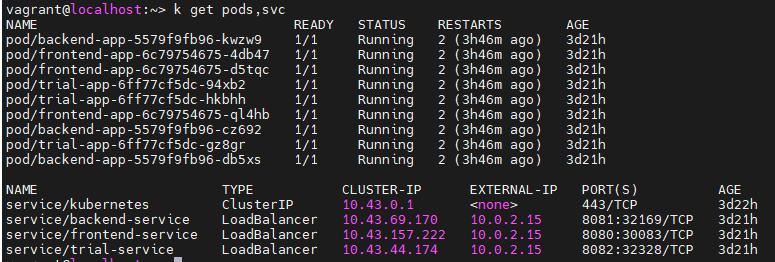 vagrant@localhost:~> k get pods,svc
NAME READY STATUS RESTARTS AGE
pod/backend-app-5579f9fb96-kwzw9 1/1 Running 2 (3h46m ago) 3d21h
pod/frontend-app-6c79754675-4db47 1/1 Running 2 (3h46m ago) 3d21h
pod/frontend-app-6c79754675-d5tqc 1/1 Running 2 (3h46m ago) 3d21h
pod/trial-app-6ff77cf5dc-94xb2 1/1 Running 2 (3h46m ago) 3d21h
pod/trial-app-6ff77cf5dc-hkbhh 1/1 Running 2 (3h46m ago) 3d21h
pod/frontend-app-6c79754675-ql4hb 1/1 Running 2 (3h46m ago) 3d21h
pod/backend-app-5579f9fb96-cz692 1/1 Running 2 (3h46m ago) 3d21h
pod/trial-app-6ff77cf5dc-gz8gr 1/1 Running 2 (3h46m ago) 3d21h
pod/backend-app-5579f9fb96-db5xs 1/1 Running 2 (3h46m ago) 3d21h
NAME TYPE CLUSTER-IP EXTERNAL-IP PORT(S) AGE
service/kubernetes ClusterIP 10.43.0.1 <none> 443/TCP 3d22h
service/backend-service LoadBalancer 10.43.69.170 10.0.2.15 8081:32169/TCP 3d21h
service/frontend-service LoadBalancer 10.43.157.222 10.0.2.15 8080:30083/TCP 3d21h
service/trial-service LoadBalancer 10.43.44.174 10.0.2.15 8082:32328/TCP 3d21h